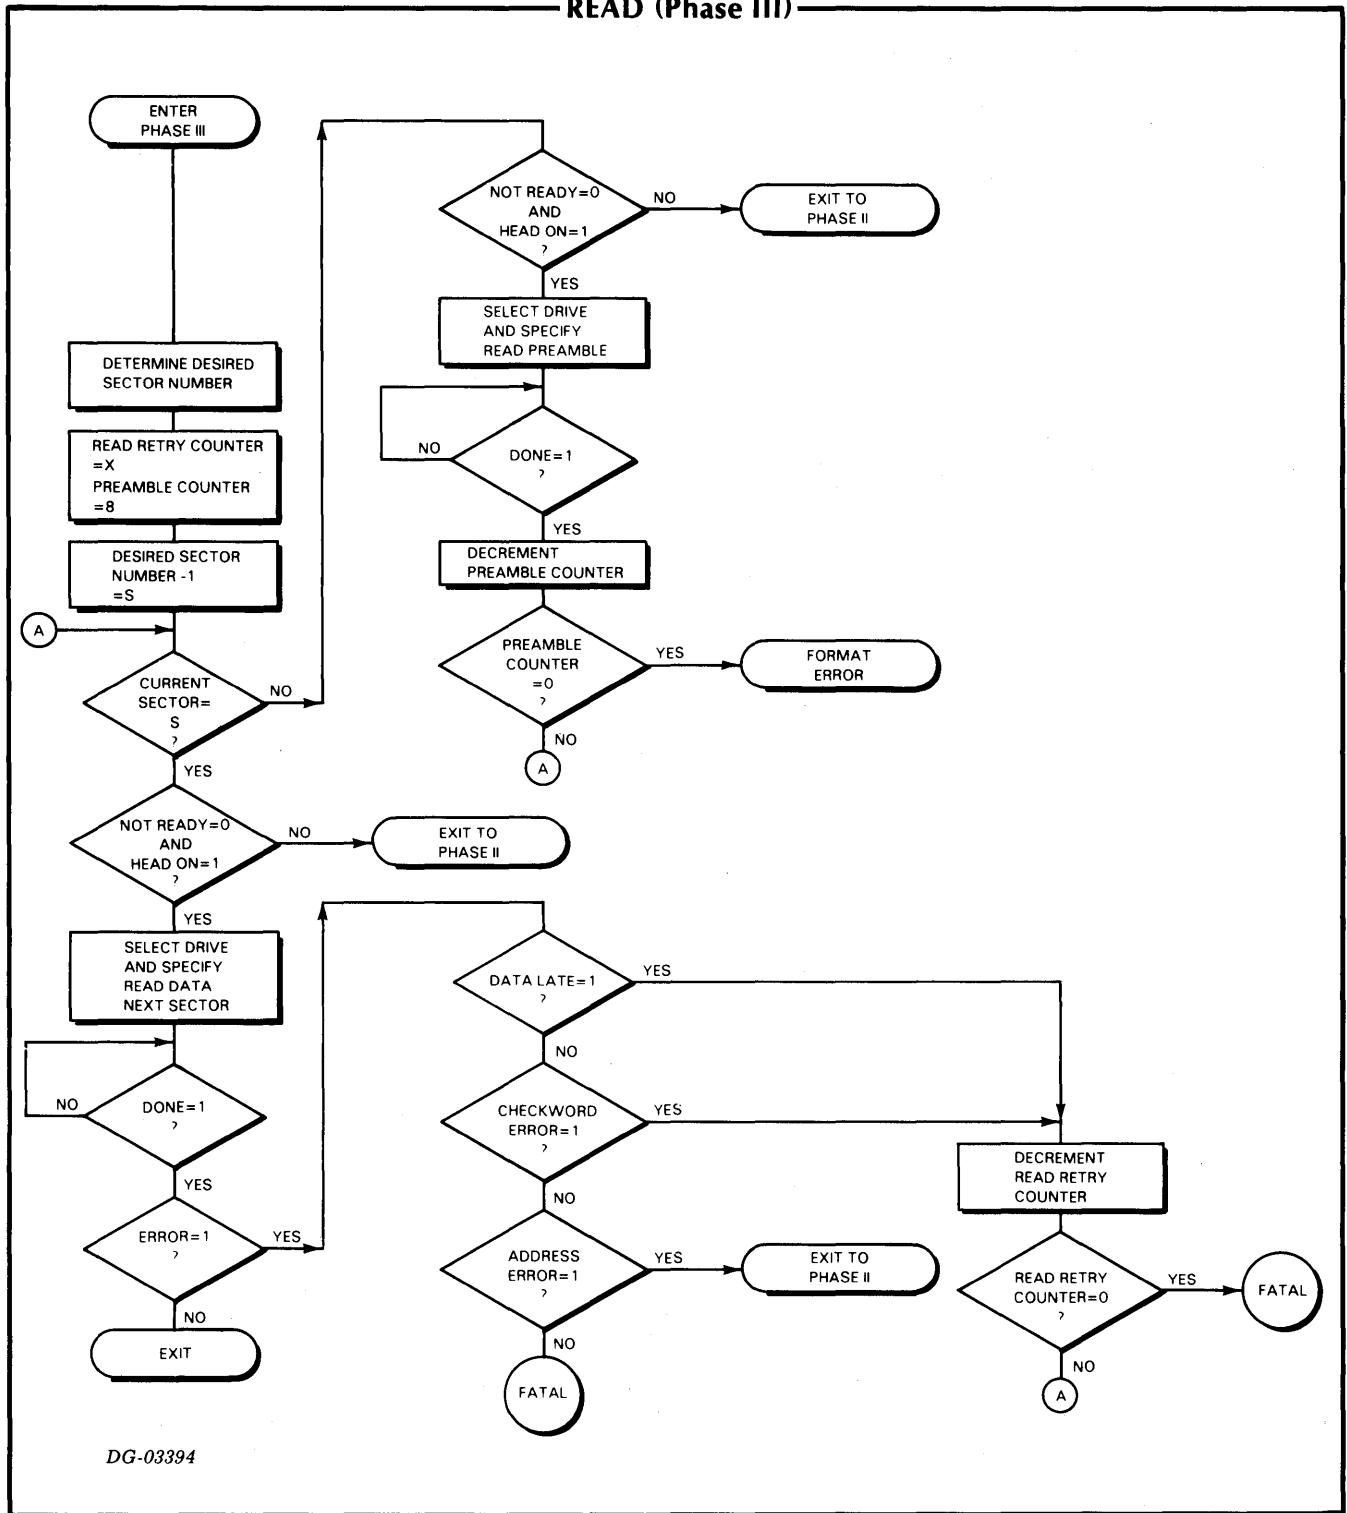 READ (Phase III)
ENTER
PHASE III
DETERMINE DESIRED
SECTOR NUMBER
READ RETRY COUNTER
=X
PREAMBLE COUNTER
=8
DESIRED SECTOR
NUMBER -1
=S
A
CURRENT
SECTOR=
S
?
NO
YES
NOT READY=0
AND
HEAD ON=1
?
NO
EXIT TO
PHASE II
YES
SELECT DRIVE
AND SPECIFY
READ DATA
NEXT SECTOR
DONE=1
?
NO
YES
ERROR=1
?
YES
NO
EXIT
NOT READY=0
AND
HEAD ON=1
?
NO
EXIT TO
PHASE II
YES
SELECT DRIVE
AND SPECIFY
READ PREAMBLE
NO
DONE=1
?
YES
DECREMENT
PREAMBLE COUNTER
PREAMBLE
COUNTER
=0
?
YES
FORMAT
ERROR
NO
A
DATA LATE=1
?
YES
NO
CHECKWORD
ERROR=1
?
YES
NO
ADDRESS
ERROR=1
?
YES
EXIT TO
PHASE II
NO
FATAL
DECREMENT
READ RETRY
COUNTER
READ RETRY
COUNTER=0
?
YES
FATAL
NO
A
DG-03394